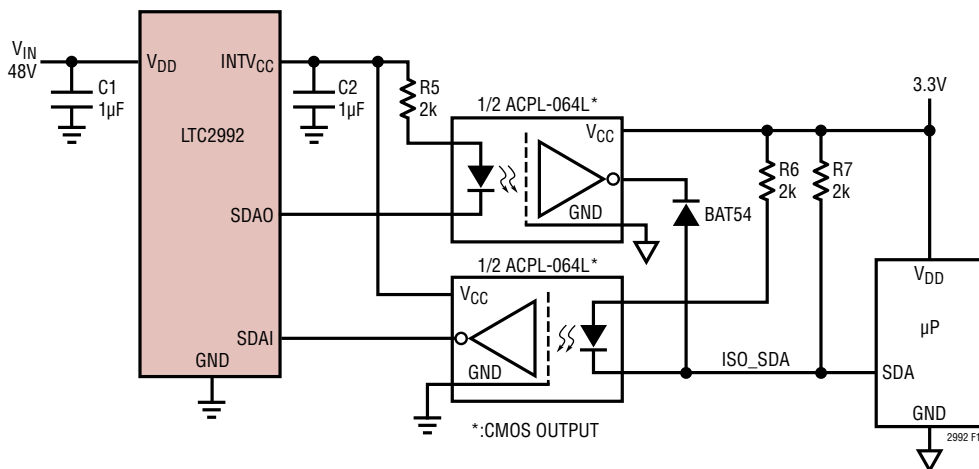 VIN
48V
C1
1µF
VDD
INTVCC
LTC2992
SDAO
SDAI
GND
C2
1µF
R5
2k
1/2 ACPL-064L*
VCC
GND
BAT54
3.3V
R6
2k
R7
2k
1/2 ACPL-064L*
VCC
GND
*:CMOS OUTPUT
ISO_SDA
VDD
µP
SDA
GND
2992 F1